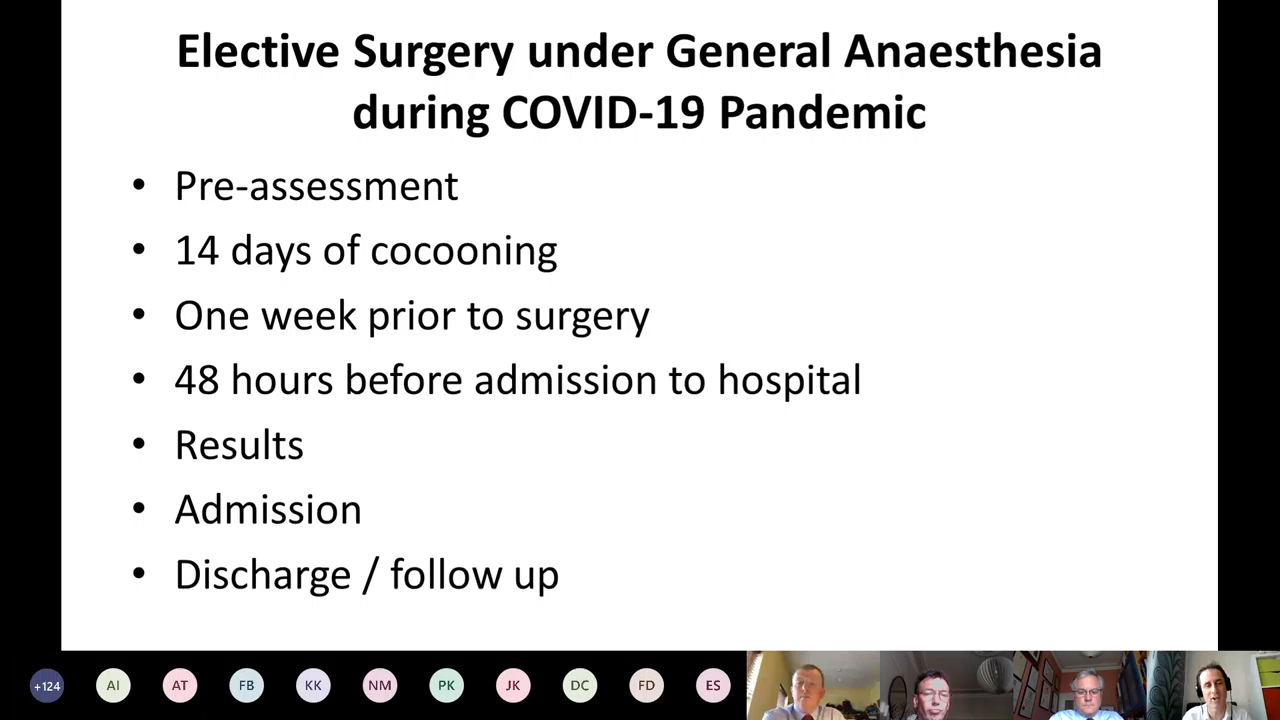 Elective Surgery under General Anaesthesia
during COVID-19 Pandemic
• Pre-assessment
• 14 days of cocooning
• One week prior to surgery
• 48 hours before admission to hospital
• Results
• Admission
• Discharge / follow up
+124 AI AT FB KK NM PK JK DC FD ES